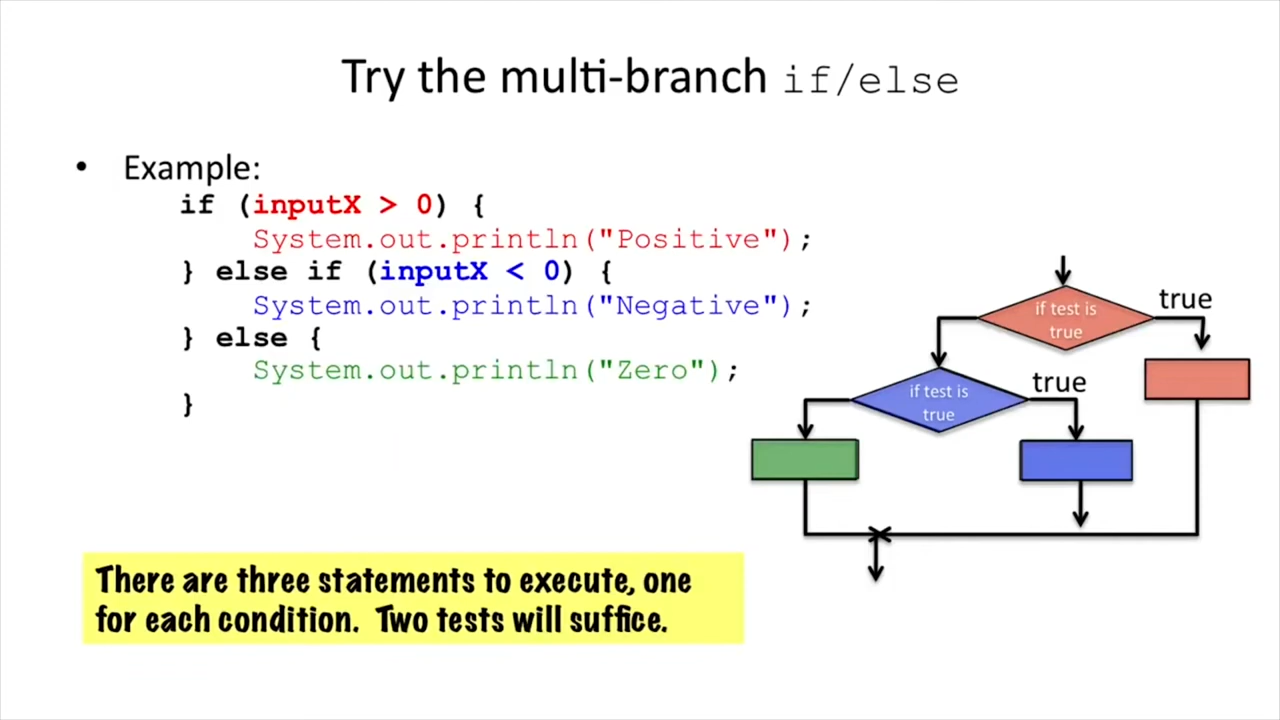 Try the multi-branch if/else
• Example:
if (inputX > 0) {
System.out.println("Positive");
} else if (inputX < 0) {
System.out.println("Negative");
} else {
System.out.println("Zero");
}
if test is
true
true
if test is
true
true
There are three statements to execute, one
for each condition. Two tests will suffice.